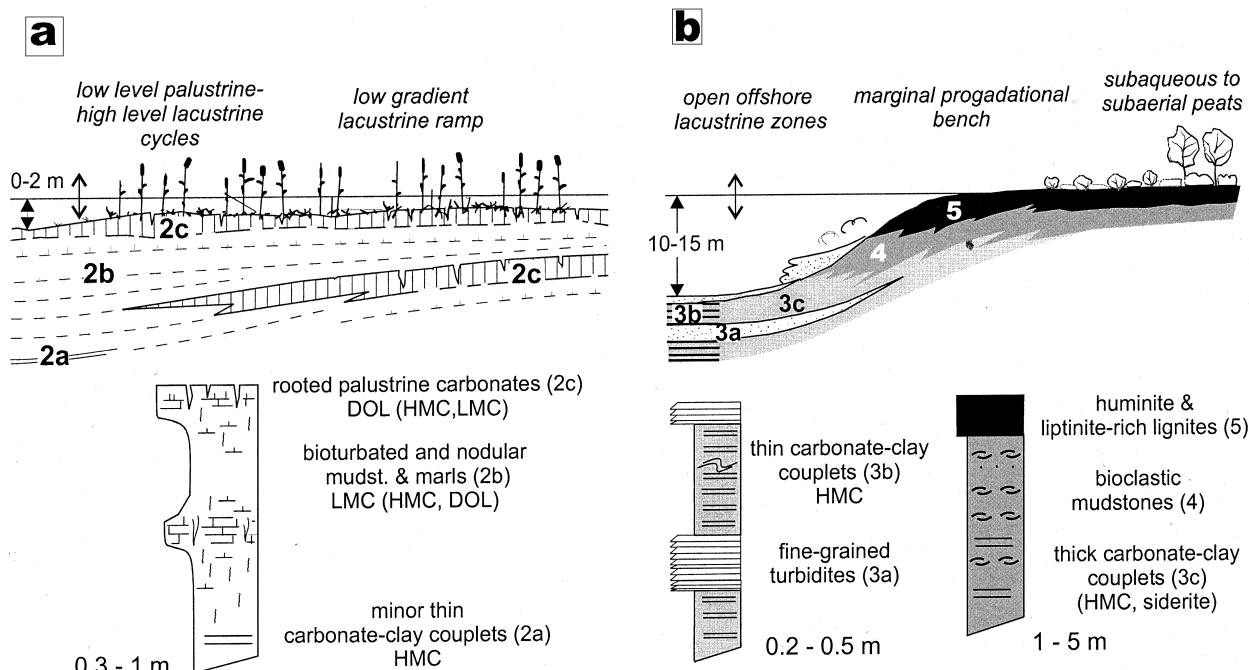 a
low level palustrine-
high level lacustrine
cycles
low gradient
lacustrine ramp
0-2 m
2c
2b
2c
2a
rooted palustrine carbonates (2c)
DOL (HMC,LMC)
bioturbated and nodular
mudst. & marls (2b)
LMC (HMC, DOL)
minor thin
carbonate-clay couplets (2a)
HMC
0.3 - 1 m
b
open offshore
lacustrine zones
marginal progadational
bench
subaqueous to
subaerial peats
10-15 m
5
4
3c
3b
3a
thin carbonate-clay
couplets (3b)
HMC
fine-grained
turbidites (3a)
0.2 - 0.5 m
huminite &
liptinite-rich lignites (5)
bioclastic
mudstones (4)
thick carbonate-clay
couplets (3c)
(HMC, siderite)
1 - 5 m